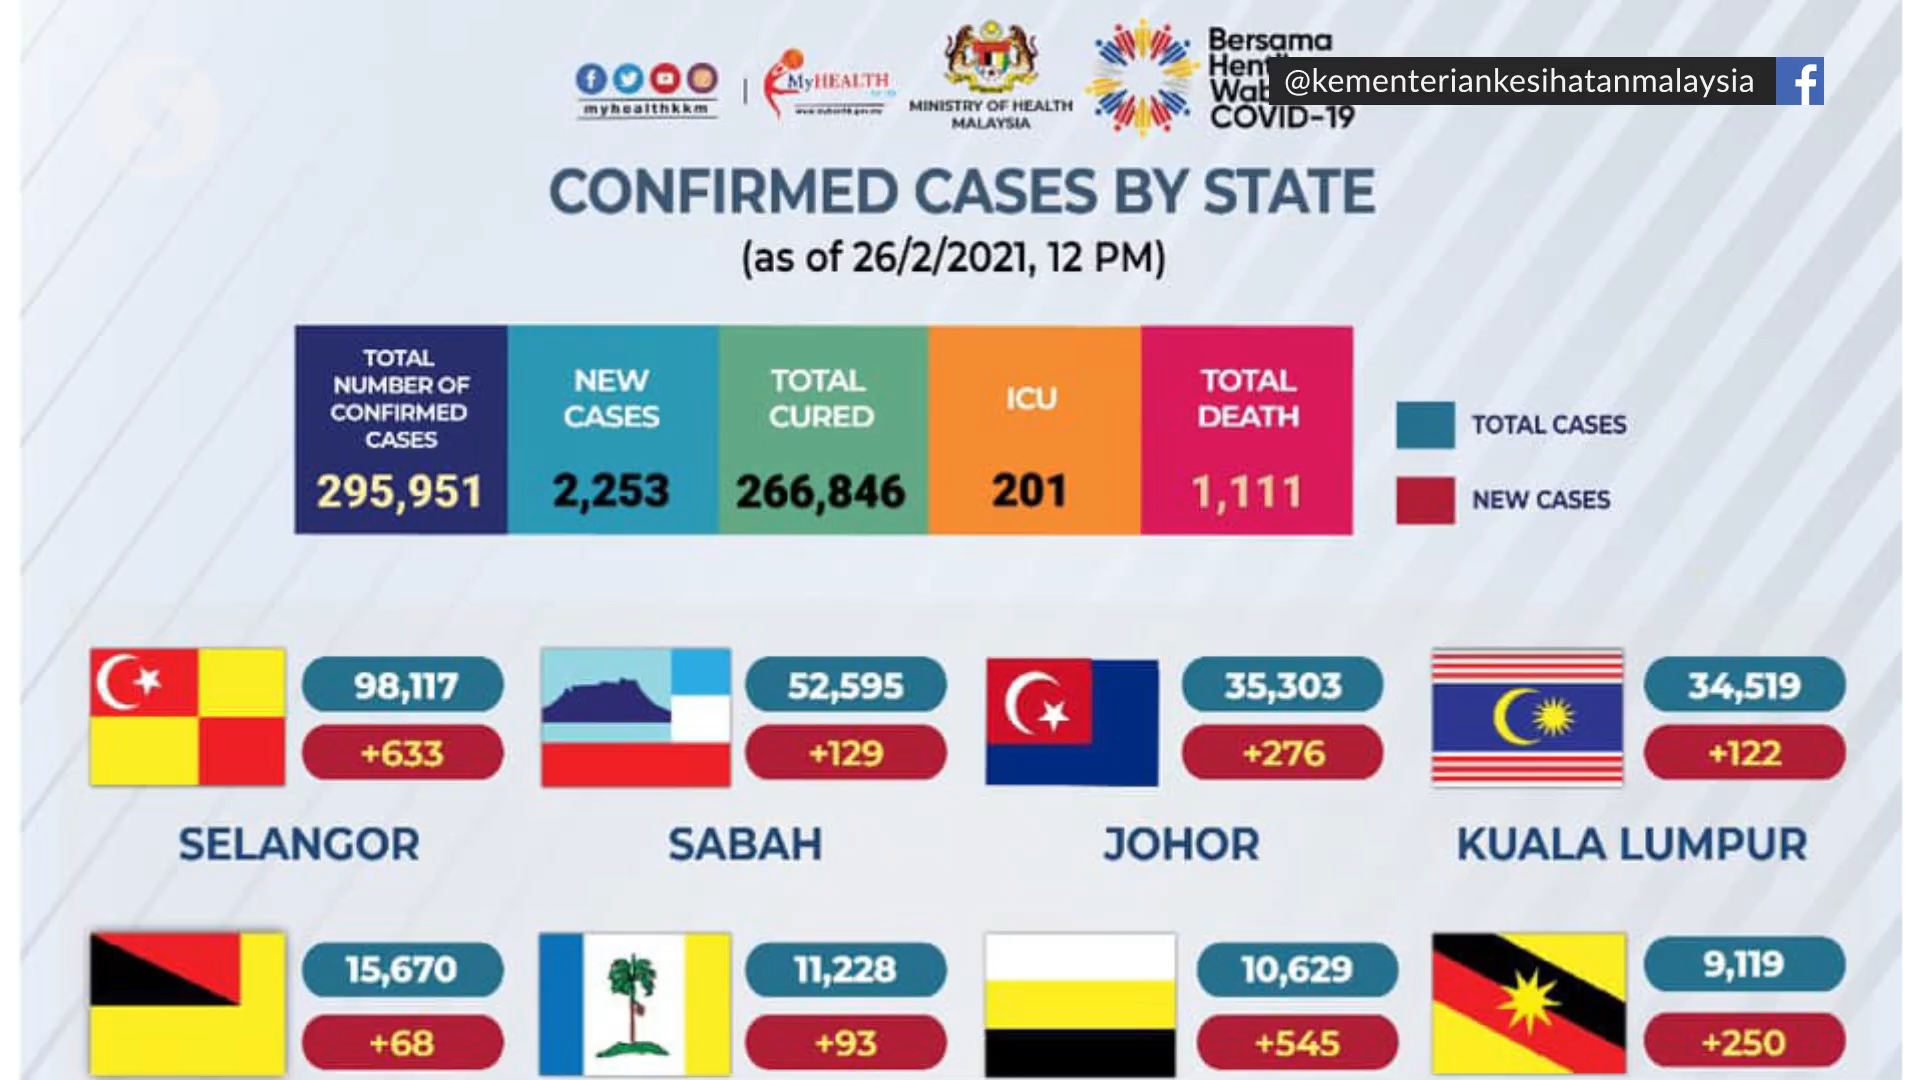 myhealthkkm
MyHEALTH
MINISTRY OF HEALTH
MALAYSIA
Bersama
COVID-19
@kementeriankesihatanmalaysia
CONFIRMED CASES BY STATE
(as of 26/2/2021, 12 PM)
TOTAL
NUMBER OF
CONFIRMED
CASES
295,951
NEW
CASES
2,253
TOTAL
CURED
266,846
ICU
201
TOTAL
DEATH
1,111
TOTAL CASES
NEW CASES
98,117
+633
SELANGOR
52,595
+129
SABAH
35,303
+276
JOHOR
34,519
+122
KUALA LUMPUR
15,670
+68
11,228
+93
10,629
+545
9,119
+250